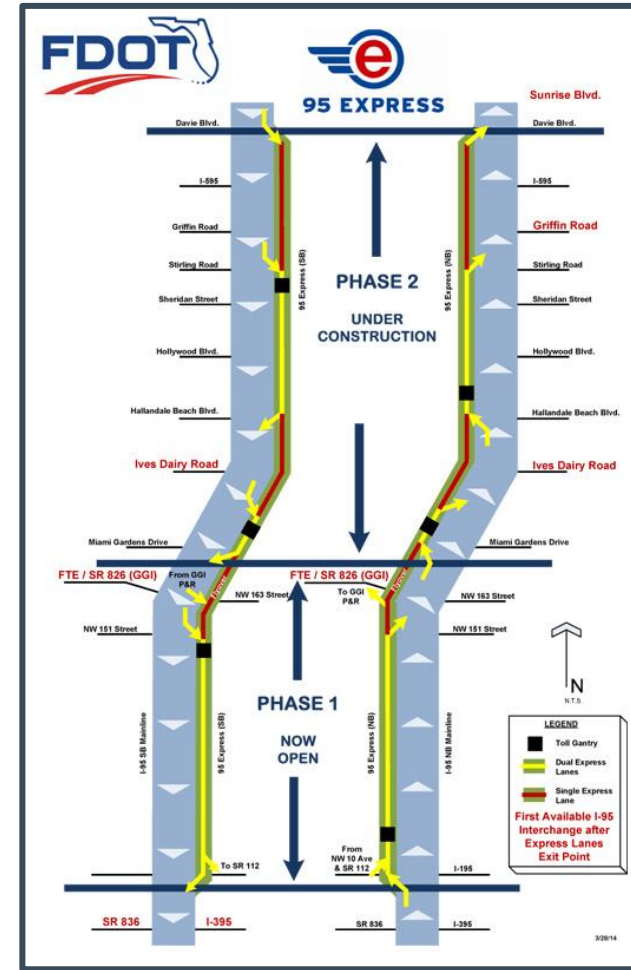 FDOT
e
95 EXPRESS
Sunrise Blvd.
Davie Blvd.
Davie Blvd.
I-595
I-595
Griffin Road
Griffin Road
Stirling Road
Stirling Road
95 Express (SB)
95 Express (NB)
PHASE 2
UNDER
CONSTRUCTION
Sheridan Street
Sheridan Street
Hollywood Blvd.
Hollywood Blvd.
Hallandale Beach Blvd.
Hallandale Beach Blvd.
Ives Dairy Road
Ives Dairy Road
Miami Gardens Drive
Miami Gardens Drive
FTE / SR 826 (GGI)
From GGI
P&R
FTE / SR 826 (GGI)
To GGI
P&R
Flyover
Flyover
NW 163 Street
NW 163 Street
NW 151 Street
NW 151 Street
PHASE 1
NOW
OPEN
I-95 SB Mainline
95 Express (SB)
95 Express (NB)
I-95 NB Mainline
N
N.T.S.
LEGEND
Toll Gantry
Dual Express
Lanes
Single Express
Lane
First Available I-95
Interchange after
Express Lanes
Exit Point
To SR 112
From
NW 10 Ave
& SR 112
I-195
SR 836
I-395
SR 836
I-395
3/28/14